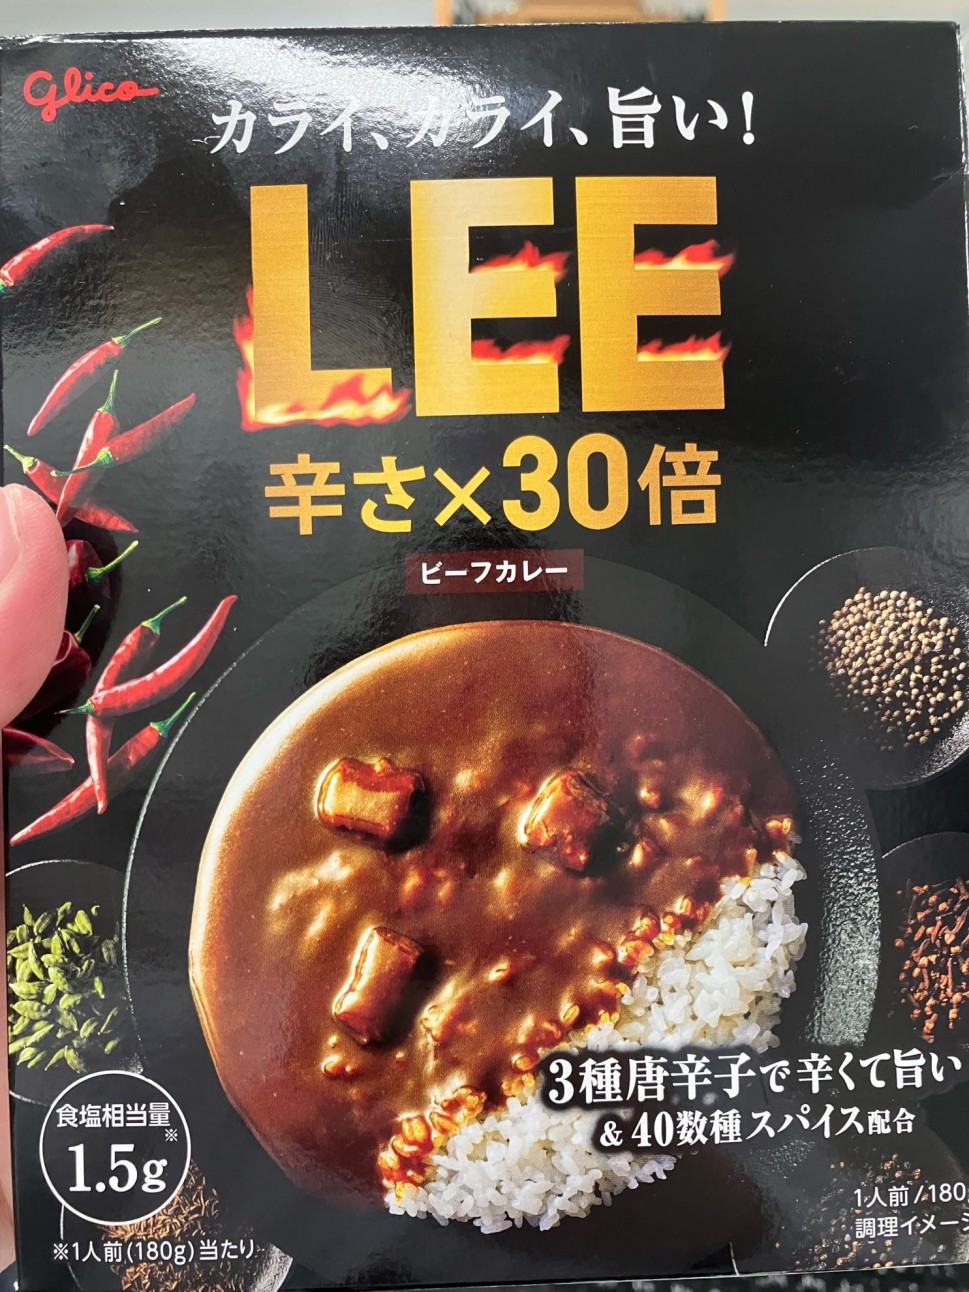 Glico
カライ、カライ、旨い!
LEE
辛さ×30倍
ビーフカレー
3種唐辛子で辛くて旨い
&40数種スパイス配合
食塩相当量※
1.5g
※1人前(180g)当たり
1人前/180
調理イメージ